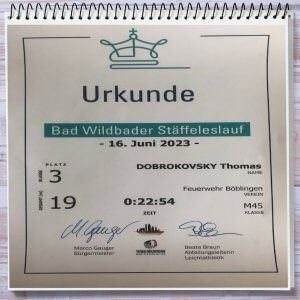 Urkunde
Bad Wildbader Stäffeleslauf
- 16. Juni 2023 -
PLATZ
DOBROKOVSKY Thomas
NAME
KLASSE
3
Feuerwehr Böblingen
VEREIN
GESAMT (M)
19
0:22:54
ZEIT
M45
KLASSE
M. Gauger
Marco Gauger
Bürgermeister
Beate Braun
Abteilungsleiterin
Leichtathletik